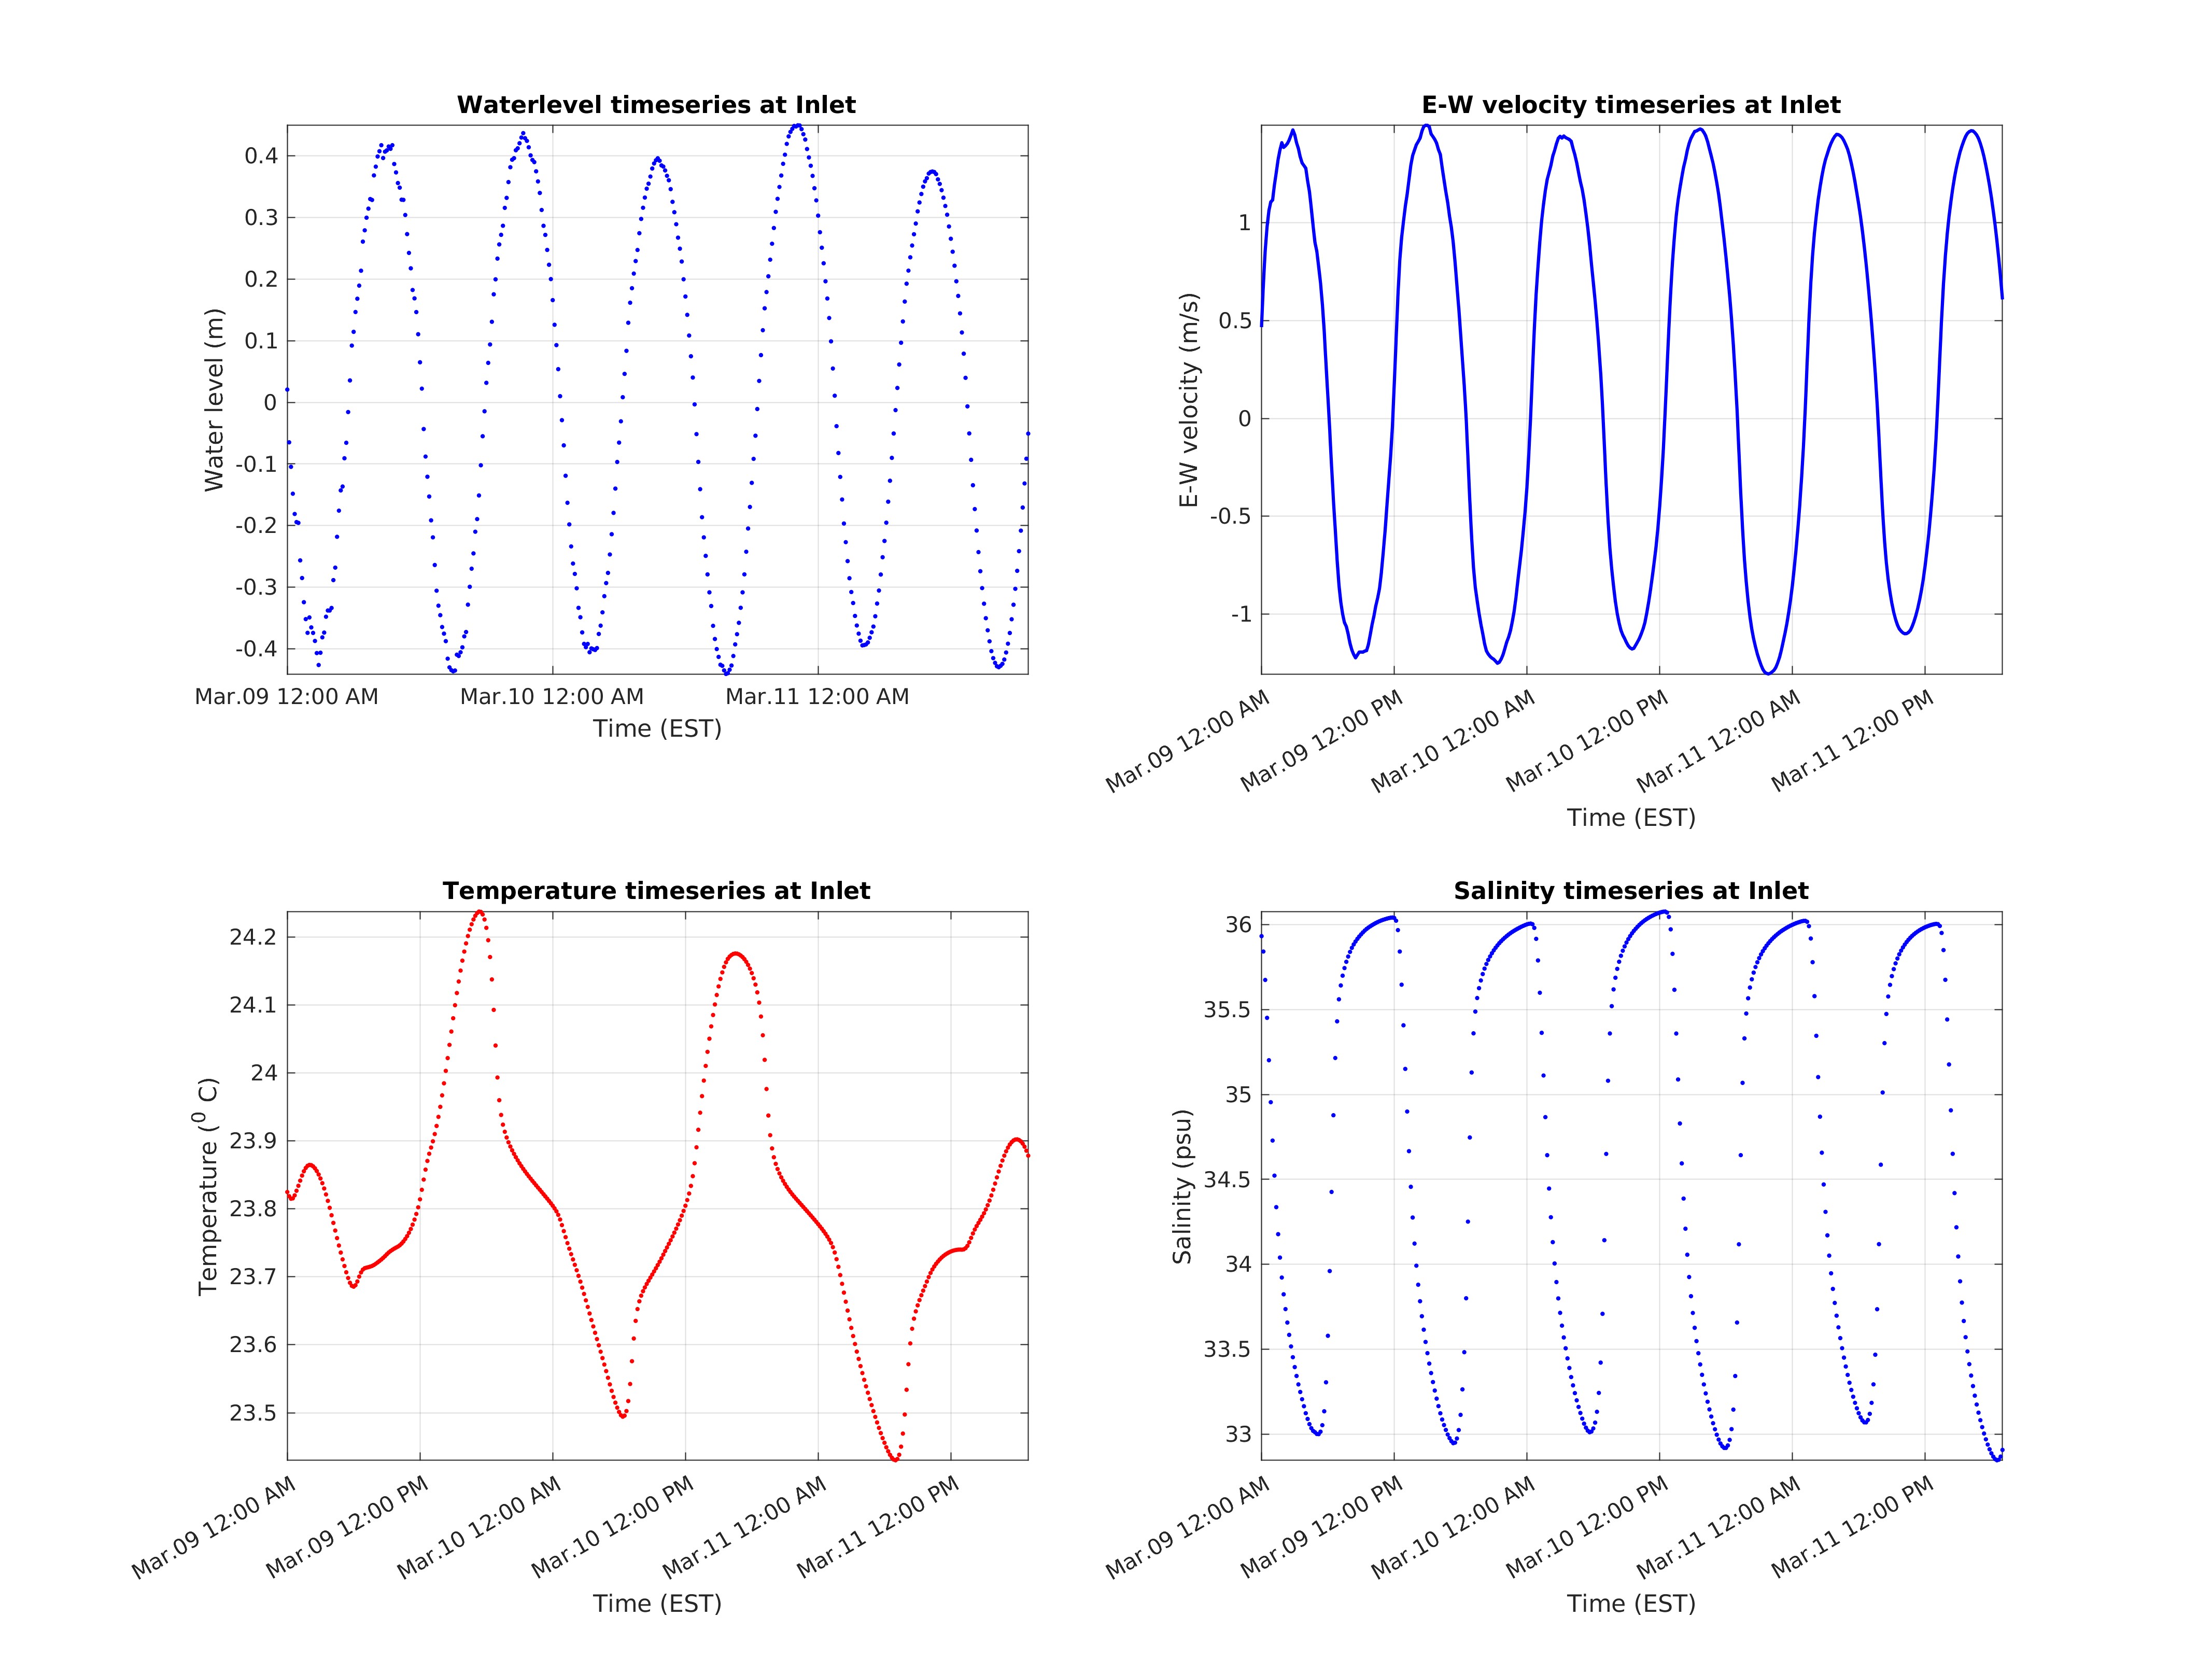 Waterlevel timeseries at Inlet
0.4
0.3
0.2
0.1
0
-0.1
-0.2
-0.3
-0.4
Water level (m)
Mar.09 12:00 AM
Mar.10 12:00 AM
Mar.11 12:00 AM
Time (EST)
E-W velocity timeseries at Inlet
1
0.5
0
-0.5
-1
E-W velocity (m/s)
Mar.09 12:00 AM
Mar.09 12:00 PM
Mar.10 12:00 AM
Mar.10 12:00 PM
Mar.11 12:00 AM
Mar.11 12:00 PM
Time (EST)
Temperature timeseries at Inlet
24.2
24.1
24
23.9
23.8
23.7
23.6
23.5
Temperature (⁰ C)
Mar.09 12:00 AM
Mar.09 12:00 PM
Mar.10 12:00 AM
Mar.10 12:00 PM
Mar.11 12:00 AM
Mar.11 12:00 PM
Time (EST)
Salinity timeseries at Inlet
36
35.5
35
34.5
34
33.5
33
Salinity (psu)
Mar.09 12:00 AM
Mar.09 12:00 PM
Mar.10 12:00 AM
Mar.10 12:00 PM
Mar.11 12:00 AM
Mar.11 12:00 PM
Time (EST)